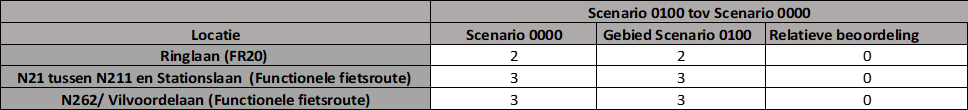 Scenario 0100 tov Scenario 0000
Locatie Scenario 0000 Gebied Scenario 0100 Relatieve beoordeling
Ringlaan (FR20) 2 2 0
N21 tussen N211 en Stationslaan (Functionele fietsroute) 3 3 0
N262/ Vilvoordelaan (Functionele fietsroute) 3 3 0